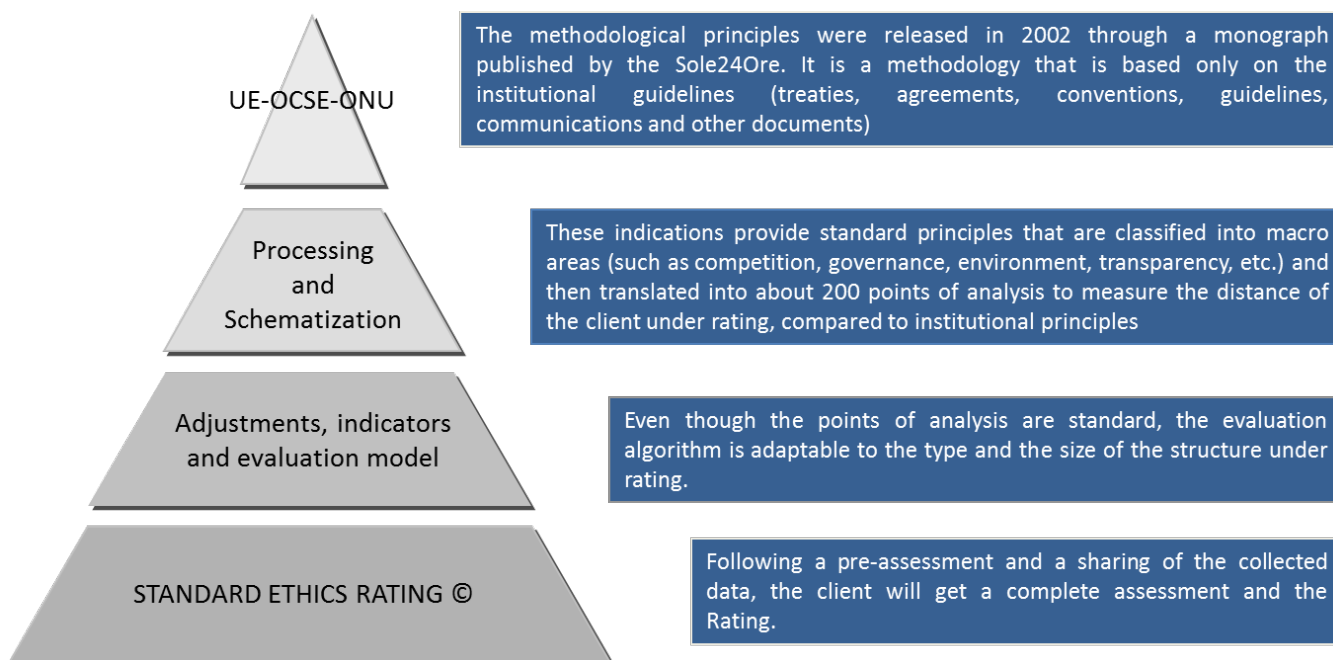 UE-OCSE-ONU
The methodological principles were released in 2002 through a monograph
published by the Sole24Ore. It is a methodology that is based only on the
institutional guidelines (treaties, agreements, conventions, guidelines,
communications and other documents)
Processing
and
Schematization
These indications provide standard principles that are classified into macro
areas (such as competition, governance, environment, transparency, etc.) and
then translated into about 200 points of analysis to measure the distance of
the client under rating, compared to institutional principles
Adjustments, indicators
and evaluation model
Even though the points of analysis are standard, the evaluation
algorithm is adaptable to the type and the size of the structure under
rating.
STANDARD ETHICS RATING ©
Following a pre-assessment and a sharing of the collected
data, the client will get a complete assessment and the
Rating.